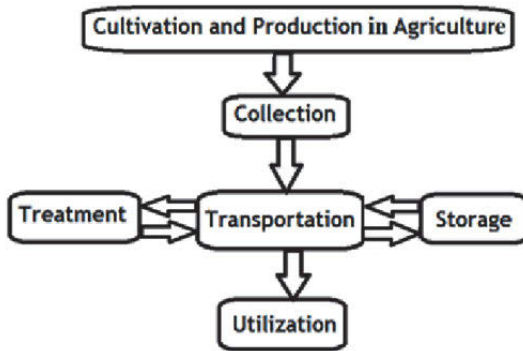 Cultivation and Production in Agriculture
Collection
Treatment
Transportation
Storage
Utilization